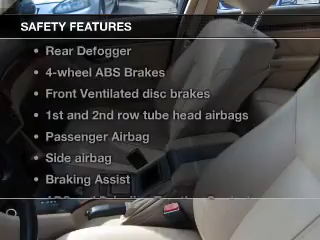 SAFETY FEATURES
• Rear Defogger
• 4-wheel ABS Brakes
• Front Ventilated disc brakes
• 1st and 2nd row tube head airbags
• Passenger Airbag
• Side airbag
• Braking Assist